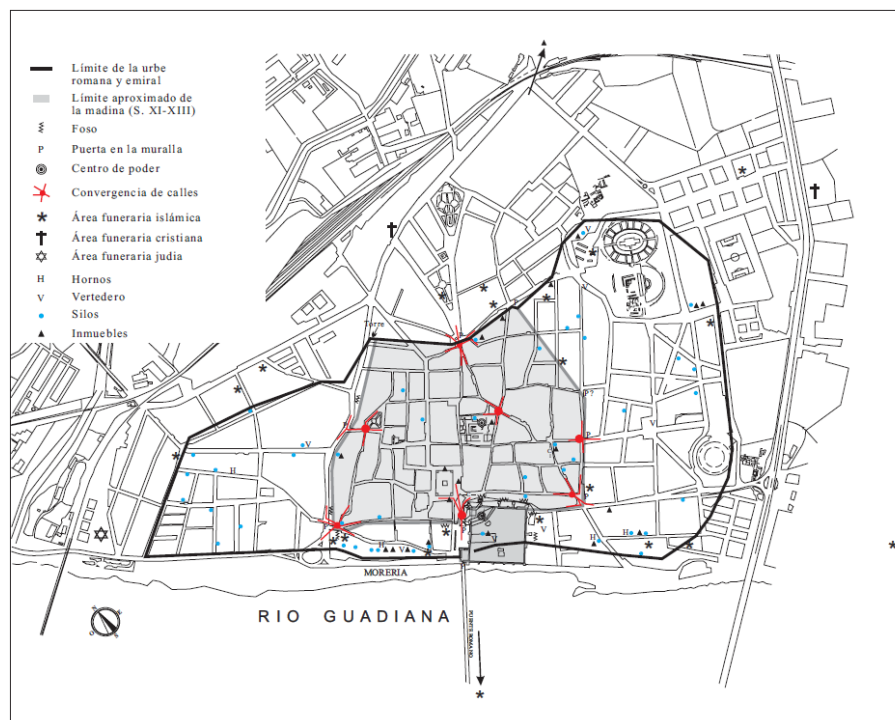 Límite de la urbe
romana y emiral
Límite aproximado de
la madina (S. XI-XIII)
Foso
P Puerta en la muralla
Centro de poder
Convergencia de calles
Área funeraria islámica
Área funeraria cristiana
Área funeraria judia
H Hornos
V Vertedero
Silos
Inmuebles
Torre
P
V
V
P?
P
P
V
V
H
P
P
H
V
P
V
V
H
H
MORERIA
RIO GUADIANA
PUENTE ROMANO